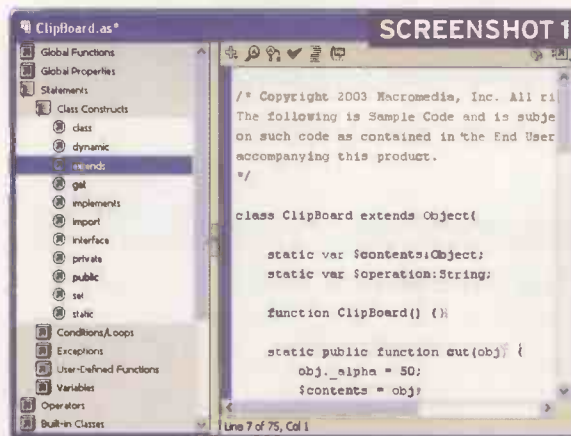 ClipBoard.as*
SCREENSHOT 1
Global Functions
Global Properties
Statements
Class Constructs
class
dynamic
extends
get
implements
import
interface
private
public
set
static
Conditions/Loops
Exceptions
User-Defined Functions
Variables
Operators
Built-in Classes
/* Copyright 2003 Macromedia, Inc. All ri
The following is Sample Code and is subje
on such code as contained in the End User
accompanying this product.
*/
class ClipBoard extends Object{
static var $contents:Object;
static var $operation:String;
function ClipBoard() {}
static public function cut(obj) {
obj._alpha = 50;
$contents = obj;
Line 7 of 75, Col 1